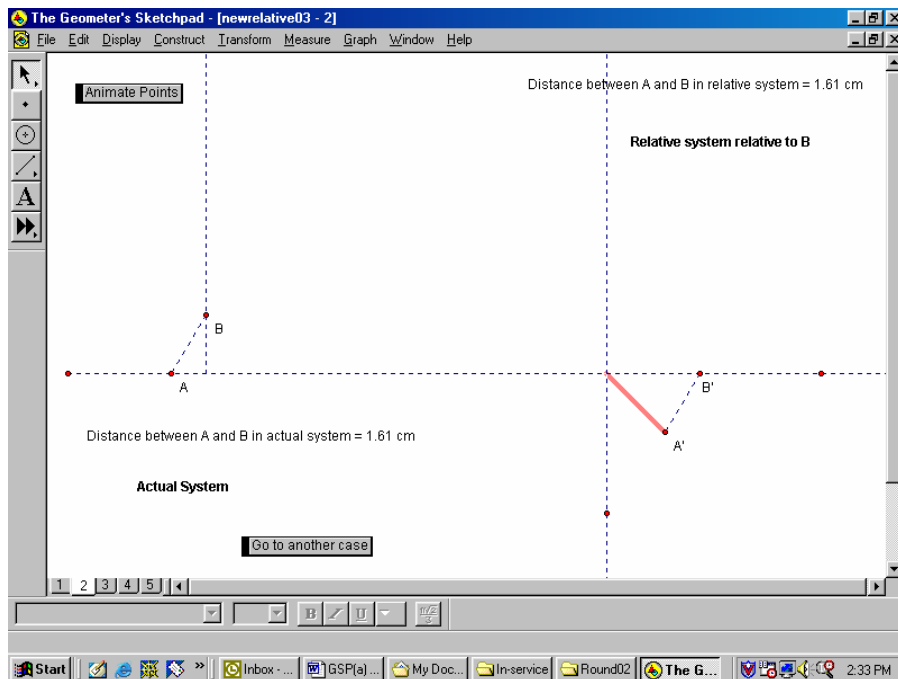 The Geometer's Sketchpad - [newrelative03 - 2]
File Edit Display Construct Transform Measure Graph Window Help
Animate Points
Distance between A and B in relative system = 1.61 cm
Relative system relative to B
B
A
B'
A'
Distance between A and B in actual system = 1.61 cm
Actual System
Go to another case
1 2 3 4 5
B I U
Start » Inbox - ... GSP(a) ... My Doc... In-service Round02 The G... 2:33 PM